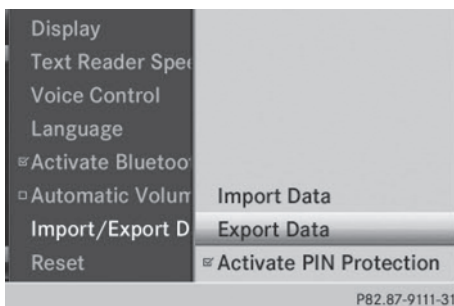 Display
Text Reader Spee
Voice Control
Language
Activate Bluetoo
Automatic Volum
Import/Export D
Reset
Import Data
Export Data
Activate PIN Protection
P82.87-9111-31